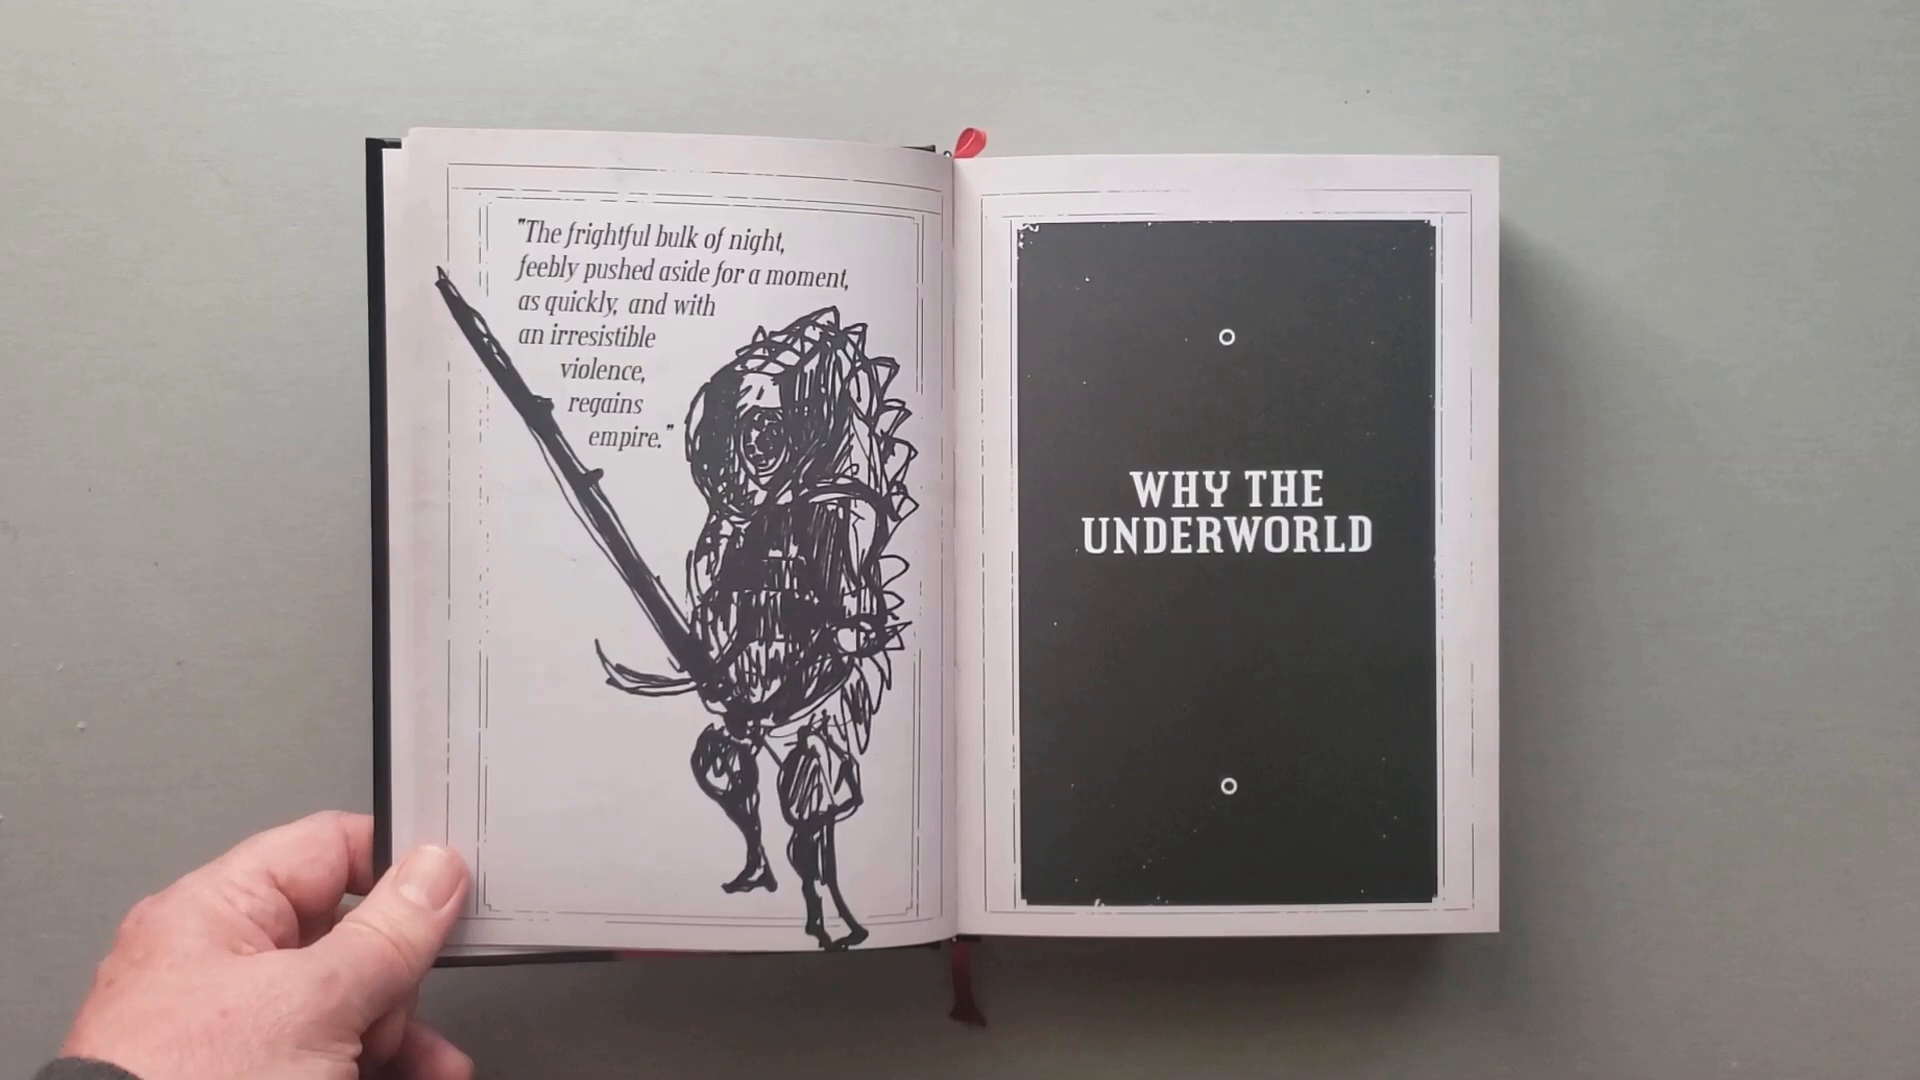 "The frightful bulk of night,
feebly pushed aside for a moment,
as quickly, and with
an irresistible
violence,
regains
empire."
WHY THE
UNDERWORLD